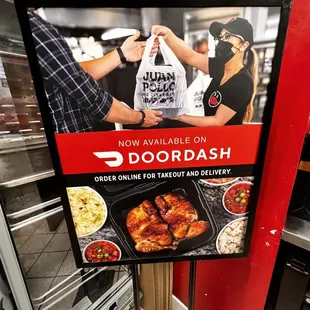 JUAN
POLLO
NOW AVAILABLE ON
DOORDASH
ORDER ONLINE FOR TAKEOUT AND DELIVERY.